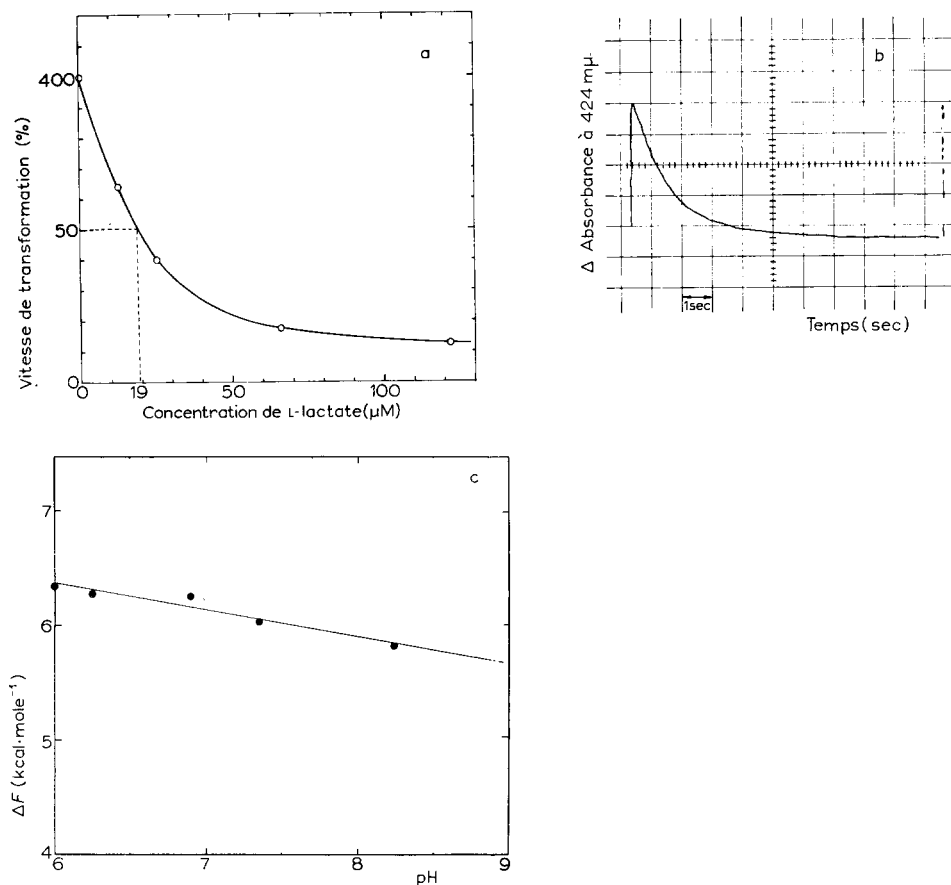 a
Vitesse de transformation (%)
400
50
0
0
19
50
100
Concentration de L-lactate (μM)
b
Δ Absorbance à 424 mμ
1sec
Temps (sec)
c
ΔF (kcal·mole⁻¹)
7
6
5
4
6
7
8
9
pH